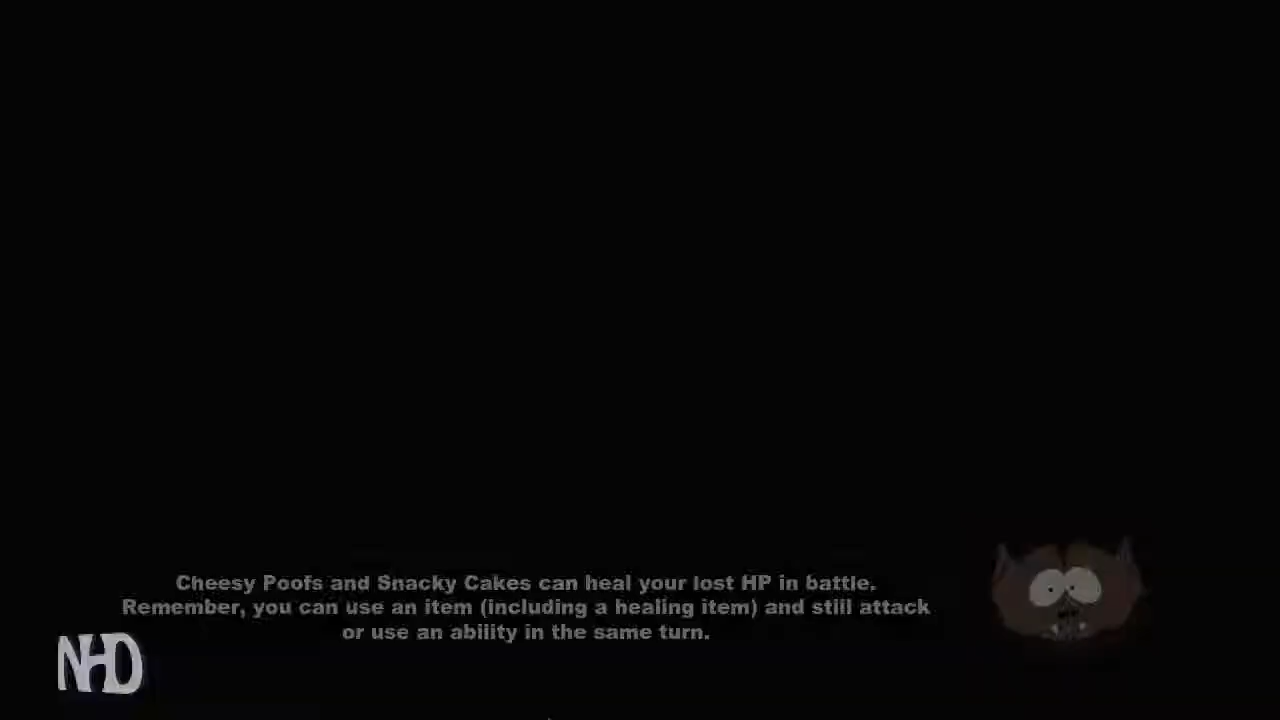 Cheesy Poofs and Snacky Cakes can heal your lost HP in battle.
Remember, you can use an item (including a healing item) and still attack
or use an ability in the same turn.
NHD